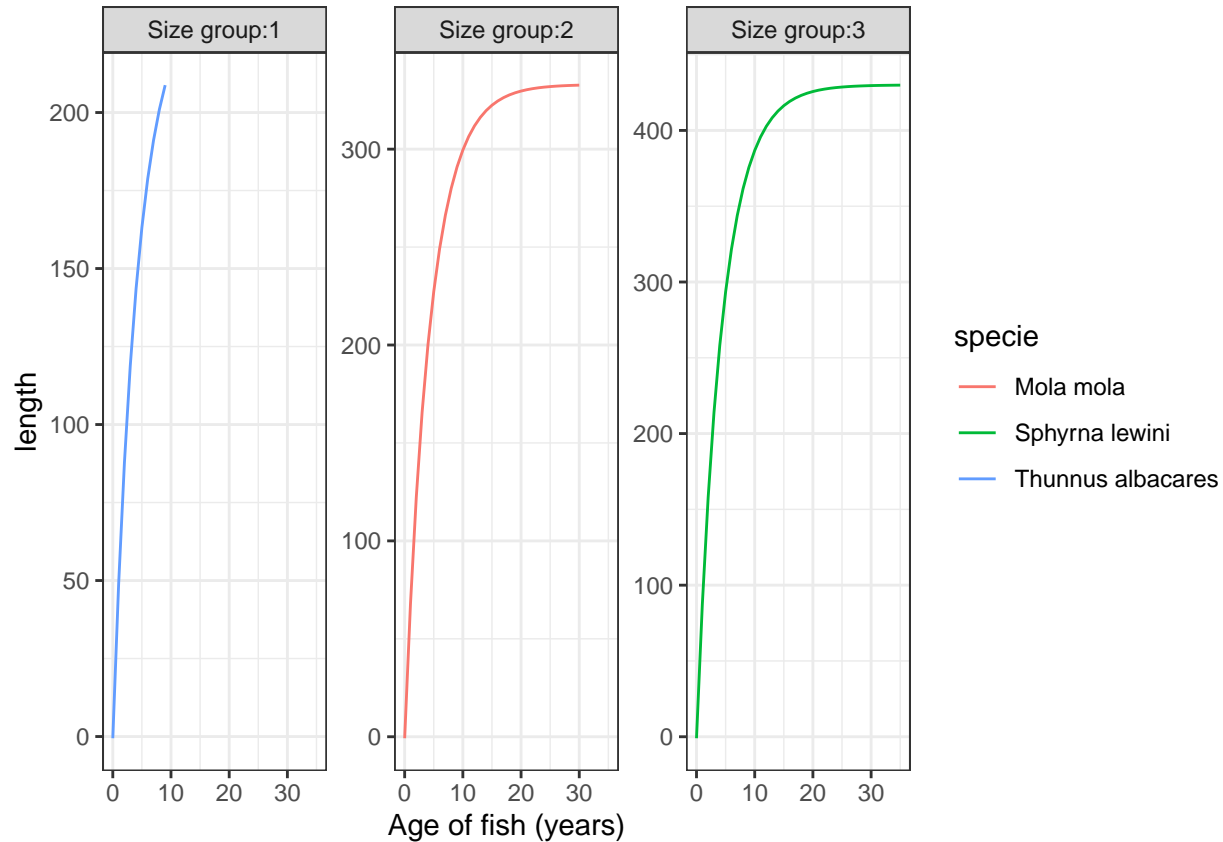 Size group:1
Size group:2
Size group:3
200
150
100
50
0
300
200
100
0
400
300
200
100
0
0 10 20 30
0 10 20 30
0 10 20 30
length
Age of fish (years)
specie
Mola mola
Sphyrna lewini
Thunnus albacares